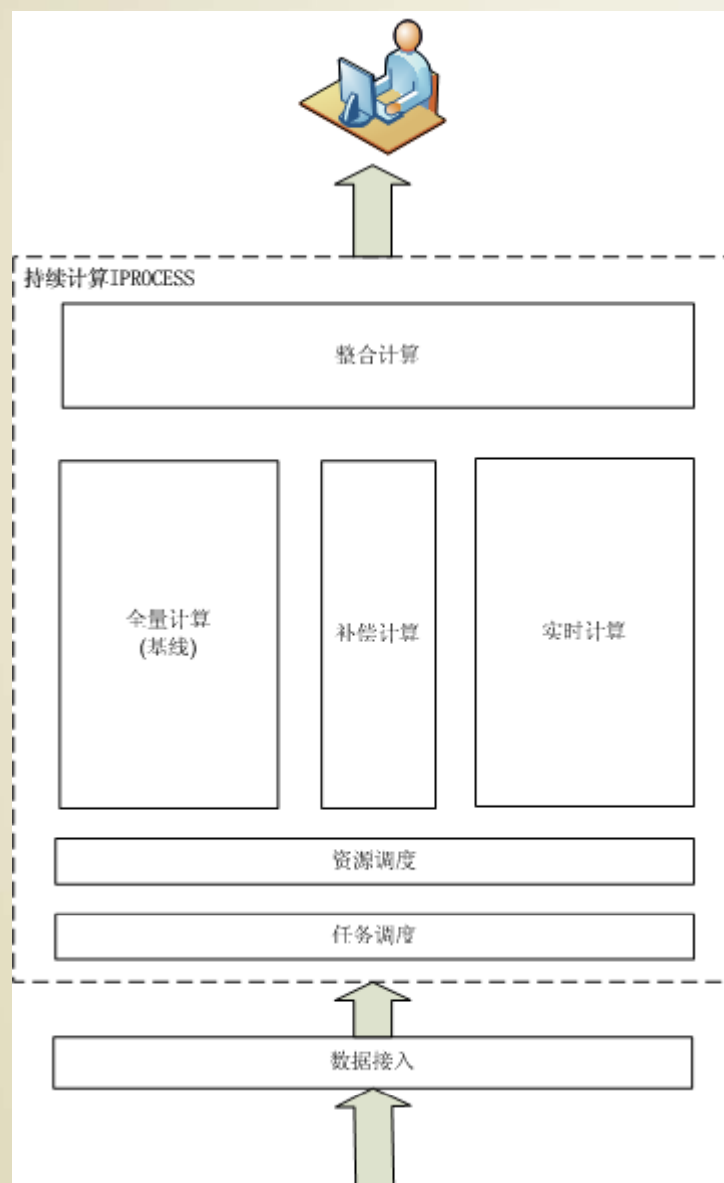 持续计算IPROCESS
整合计算
全量计算
(基线)
补偿计算
实时计算
资源调度
任务调度
数据接入